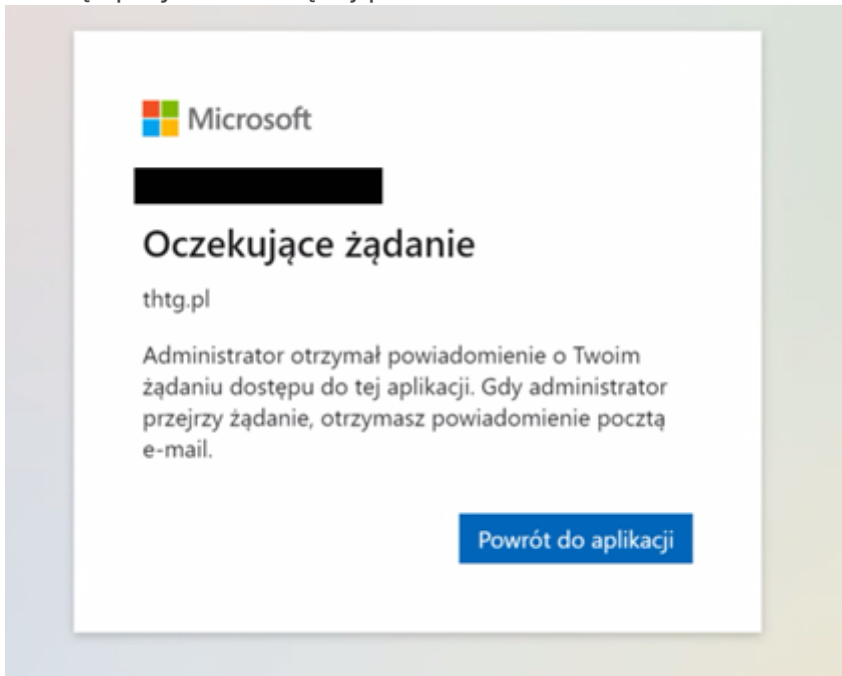 Microsoft
Oczekujące żądanie
thtg.pl
Administrator otrzymał powiadomienie o Twoim
żądaniu dostępu do tej aplikacji. Gdy administrator
przejrzy żądanie, otrzymasz powiadomienie pocztą
e-mail.
Powrót do aplikacji